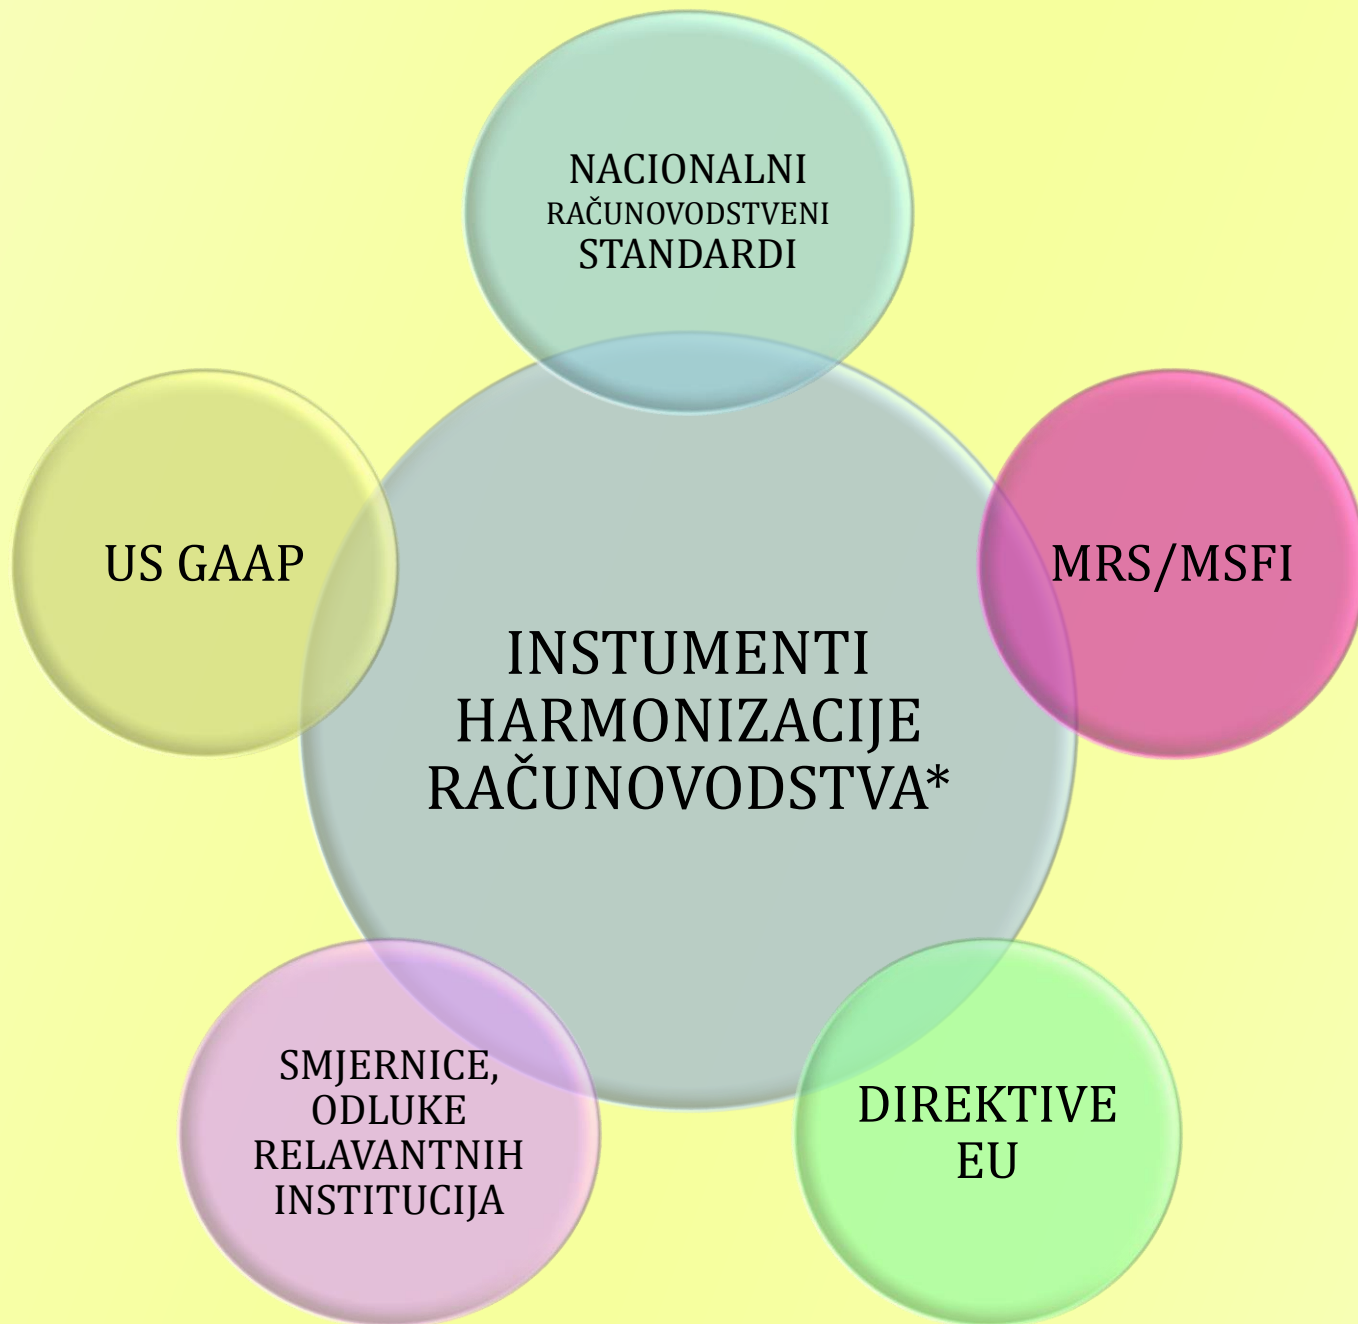 NACIONALNI
RAČUNOVODSTVENI
STANDARDI
US GAAP
MRS/MSFI
INSTUMENTI
HARMONIZACIJE
RAČUNOVODSTVA*
SMJERNICE,
ODLUKE
RELAVANTNIH
INSTITUCIJA
DIREKTIVE
EU